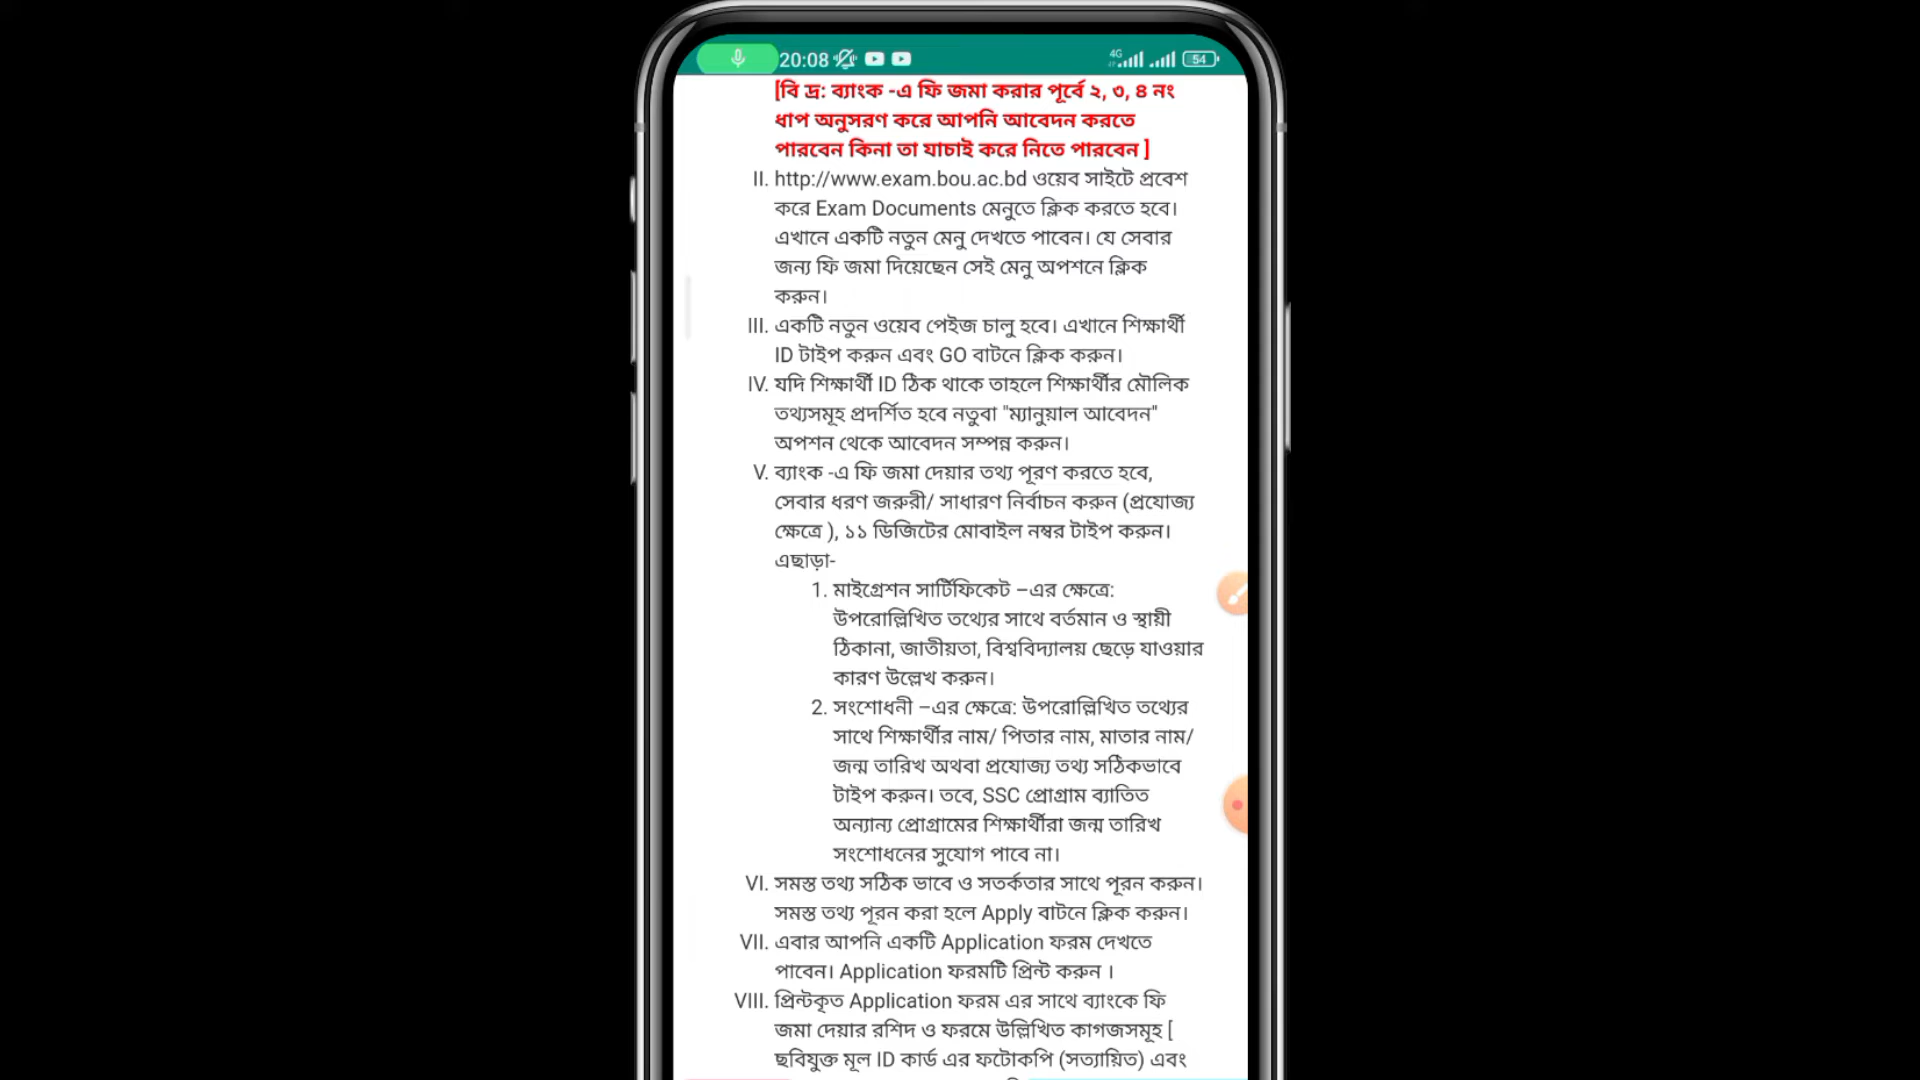 20:08
4G
54
[বি দ্র: ব্যাংক -এ ফি জমা করার পূর্বে ২, ৩, ৪ নং
ধাপ অনুসরণ করে আপনি আবেদন করতে
পারবেন কিনা তা যাচাই করে নিতে পারবেন ]
II. http://www.exam.bou.ac.bd ওয়েব সাইটে প্রবেশ
করে Exam Documents মেনুতে ক্লিক করতে হবে।
এখানে একটি নতুন মেনু দেখতে পাবেন। যে সেবার
জন্য ফি জমা দিয়েছেন সেই মেনু অপশনে ক্লিক
করুন।
III. একটি নতুন ওয়েব পেইজ চালু হবে। এখানে শিক্ষার্থী
ID টাইপ করুন এবং GO বাটনে ক্লিক করুন।
IV. যদি শিক্ষার্থী ID ঠিক থাকে তাহলে শিক্ষার্থীর মৌলিক
তথ্যসমূহ প্রদর্শিত হবে নতুবা "ম্যানুয়াল আবেদন"
অপশন থেকে আবেদন সম্পন্ন করুন।
V. ব্যাংক -এ ফি জমা দেয়ার তথ্য পূরণ করতে হবে,
সেবার ধরণ জরুরী/ সাধারণ নির্বাচন করুন (প্রযোজ্য
ক্ষেত্রে ), ১১ ডিজিটের মোবাইল নম্বর টাইপ করুন।
এছাড়া-
1. মাইগ্রেশন সার্টিফিকেট –এর ক্ষেত্রে:
উপরোল্লিখিত তথ্যের সাথে বর্তমান ও স্থায়ী
ঠিকানা, জাতীয়তা, বিশ্ববিদ্যালয় ছেড়ে যাওয়ার
কারণ উল্লেখ করুন।
2. সংশোধনী –এর ক্ষেত্রে: উপরোল্লিখিত তথ্যের
সাথে শিক্ষার্থীর নাম/ পিতার নাম, মাতার নাম/
জন্ম তারিখ অথবা প্রযোজ্য তথ্য সঠিকভাবে
টাইপ করুন। তবে, SSC প্রোগ্রাম ব্যাতিত
অন্যান্য প্রোগ্রামের শিক্ষার্থীরা জন্ম তারিখ
সংশোধনের সুযোগ পাবে না।
VI. সমস্ত তথ্য সঠিক ভাবে ও সতর্কতার সাথে পূরন করুন।
সমস্ত তথ্য পূরন করা হলে Apply বাটনে ক্লিক করুন।
VII. এবার আপনি একটি Application ফরম দেখতে
পাবেন। Application ফরমটি প্রিন্ট করুন ।
VIII. প্রিন্টকৃত Application ফরম এর সাথে ব্যাংকে ফি
জমা দেয়ার রশিদ ও ফরমে উল্লিখিত কাগজসমূহ [
ছবিযুক্ত মূল ID কার্ড এর ফটোকপি (সত্যায়িত) এবং